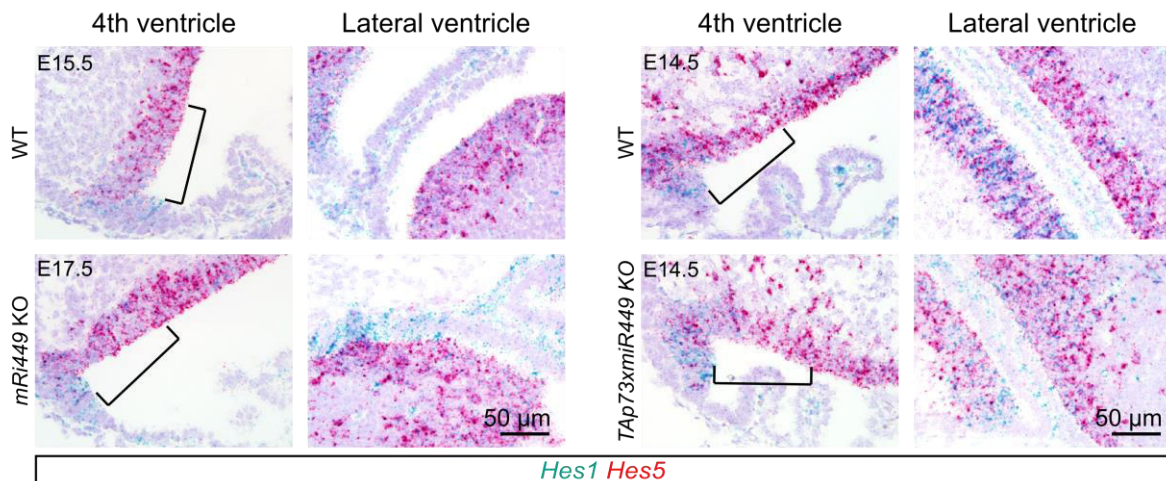 4th ventricle Lateral ventricle 4th ventricle Lateral ventricle
WT E15.5 WT E14.5
mRi449 KO E17.5 TAp73xmiR449 KO E14.5
50 µm 50 µm
Hes1 Hes5